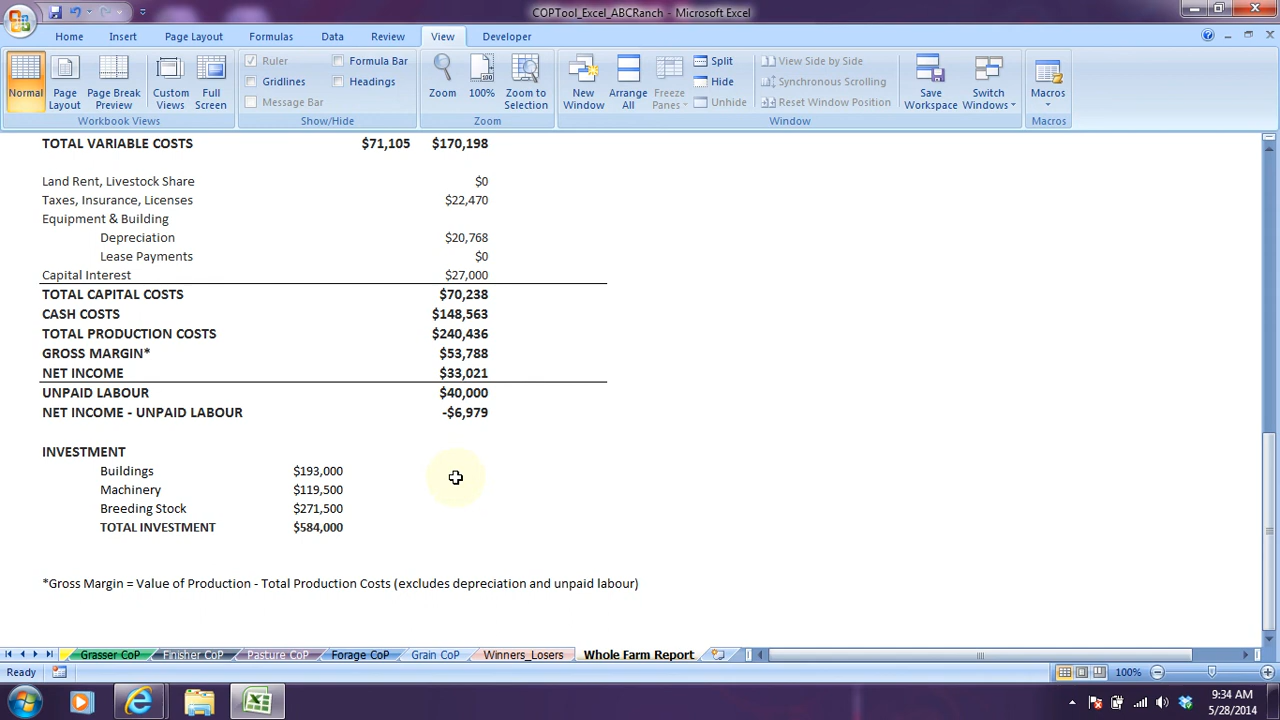 COPTool_Excel_ABCRanch - Microsoft Excel
Home Insert Page Layout Formulas Data Review View Developer
Normal
Page Layout
Page Break Preview
Custom Views
Full Screen
Workbook Views
Ruler
Formula Bar
Gridlines
Headings
Message Bar
Show/Hide
Zoom
100%
Zoom to Selection
Zoom
New Window
Arrange All
Freeze Panes
Split
Hide
Unhide
View Side by Side
Synchronous Scrolling
Reset Window Position
Window
Save Workspace
Switch Windows
Macros
Macros
TOTAL VARIABLE COSTS $71,105 $170,198
Land Rent, Livestock Share $0
Taxes, Insurance, Licenses $22,470
Equipment & Building
Depreciation $20,768
Lease Payments $0
Capital Interest $27,000
TOTAL CAPITAL COSTS $70,238
CASH COSTS $148,563
TOTAL PRODUCTION COSTS $240,436
GROSS MARGIN* $53,788
NET INCOME $33,021
UNPAID LABOUR $40,000
NET INCOME - UNPAID LABOUR -$6,979
INVESTMENT
Buildings $193,000
Machinery $119,500
Breeding Stock $271,500
TOTAL INVESTMENT $584,000
*Gross Margin = Value of Production - Total Production Costs (excludes depreciation and unpaid labour)
Grasser CoP Finisher CoP Pasture CoP Forage CoP Grain CoP Winners_Losers Whole Farm Report
Ready 100%
9:34 AM
5/28/2014